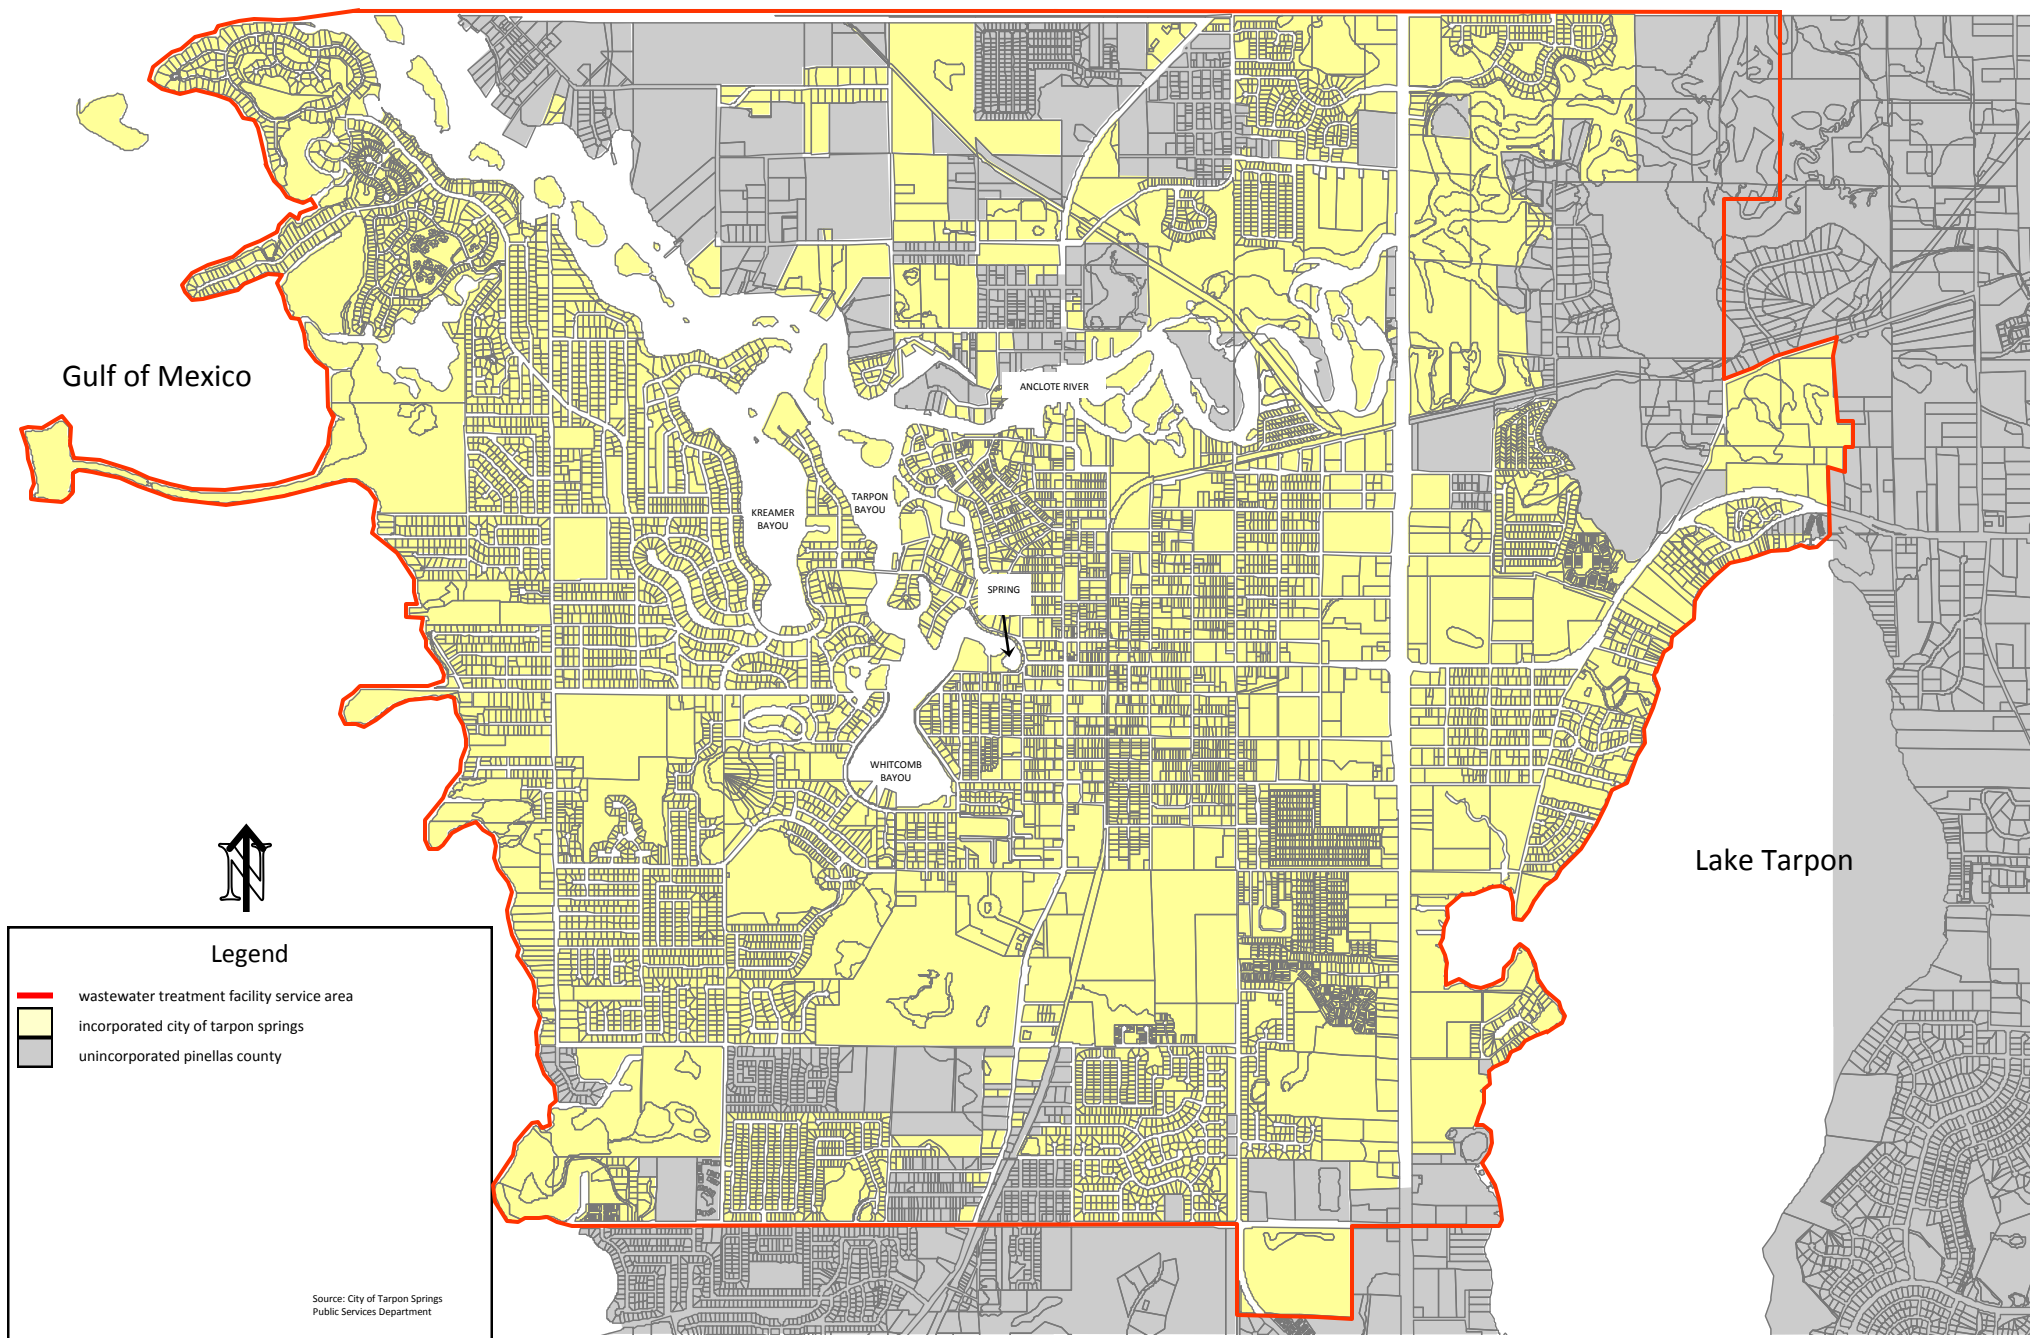 Gulf of Mexico
ANCLOTE RIVER
TARPON
BAYOU
KREAMER
BAYOU
SPRING
WHITCOMB
BAYOU
Lake Tarpon
N
Legend
wastewater treatment facility service area
incorporated city of tarpon springs
unincorporated pinellas county
Source: City of Tarpon Springs
Public Services Department